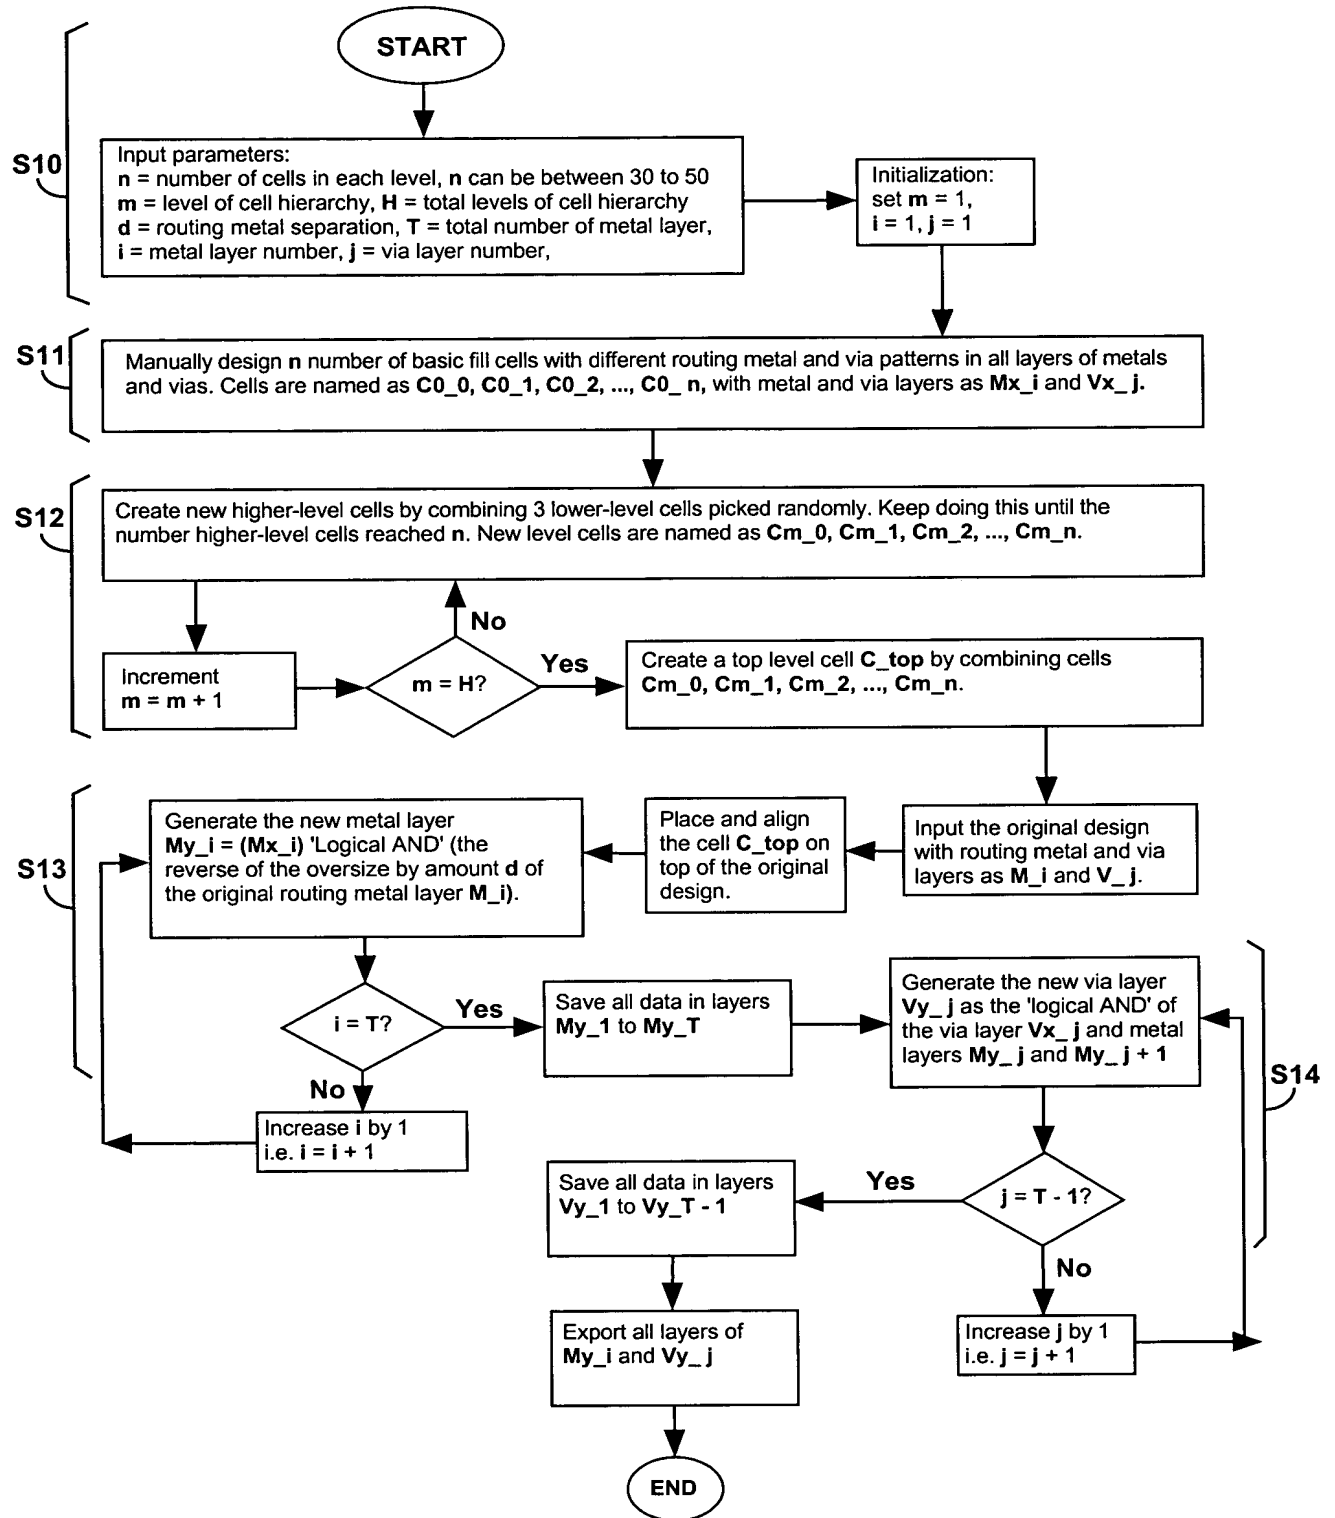 START
S10
Input parameters:
n = number of cells in each level, n can be between 30 to 50
m = level of cell hierarchy, H = total levels of cell hierarchy
d = routing metal separation, T = total number of metal layer,
i = metal layer number, j = via layer number,
Initialization:
set m = 1,
i = 1, j = 1
S11
Manually design n number of basic fill cells with different routing metal and via patterns in all layers of metals
and vias. Cells are named as C0_0, C0_1, C0_2, ..., C0_ n, with metal and via layers as Mx_i and Vx_ j.
S12
Create new higher-level cells by combining 3 lower-level cells picked randomly. Keep doing this until the
number higher-level cells reached n. New level cells are named as Cm_0, Cm_1, Cm_2, ..., Cm_n.
No
Increment
m = m + 1
m = H?
Yes
Create a top level cell C_top by combining cells
Cm_0, Cm_1, Cm_2, ..., Cm_n.
S13
Generate the new metal layer
My_i = (Mx_i) 'Logical AND' (the
reverse of the oversize by amount d of
the original routing metal layer M_i).
Place and align
the cell C_top on
top of the original
design.
Input the original design
with routing metal and via
layers as M_i and V_ j.
i = T?
Yes
Save all data in layers
My_1 to My_T
Generate the new via layer
Vy_ j as the 'logical AND' of
the via layer Vx_ j and metal
layers My_ j and My_ j + 1
S14
No
Increase i by 1
i.e. i = i + 1
Save all data in layers
Vy_1 to Vy_T - 1
Yes
j = T - 1?
No
Export all layers of
My_i and Vy_ j
Increase j by 1
i.e. j = j + 1
END